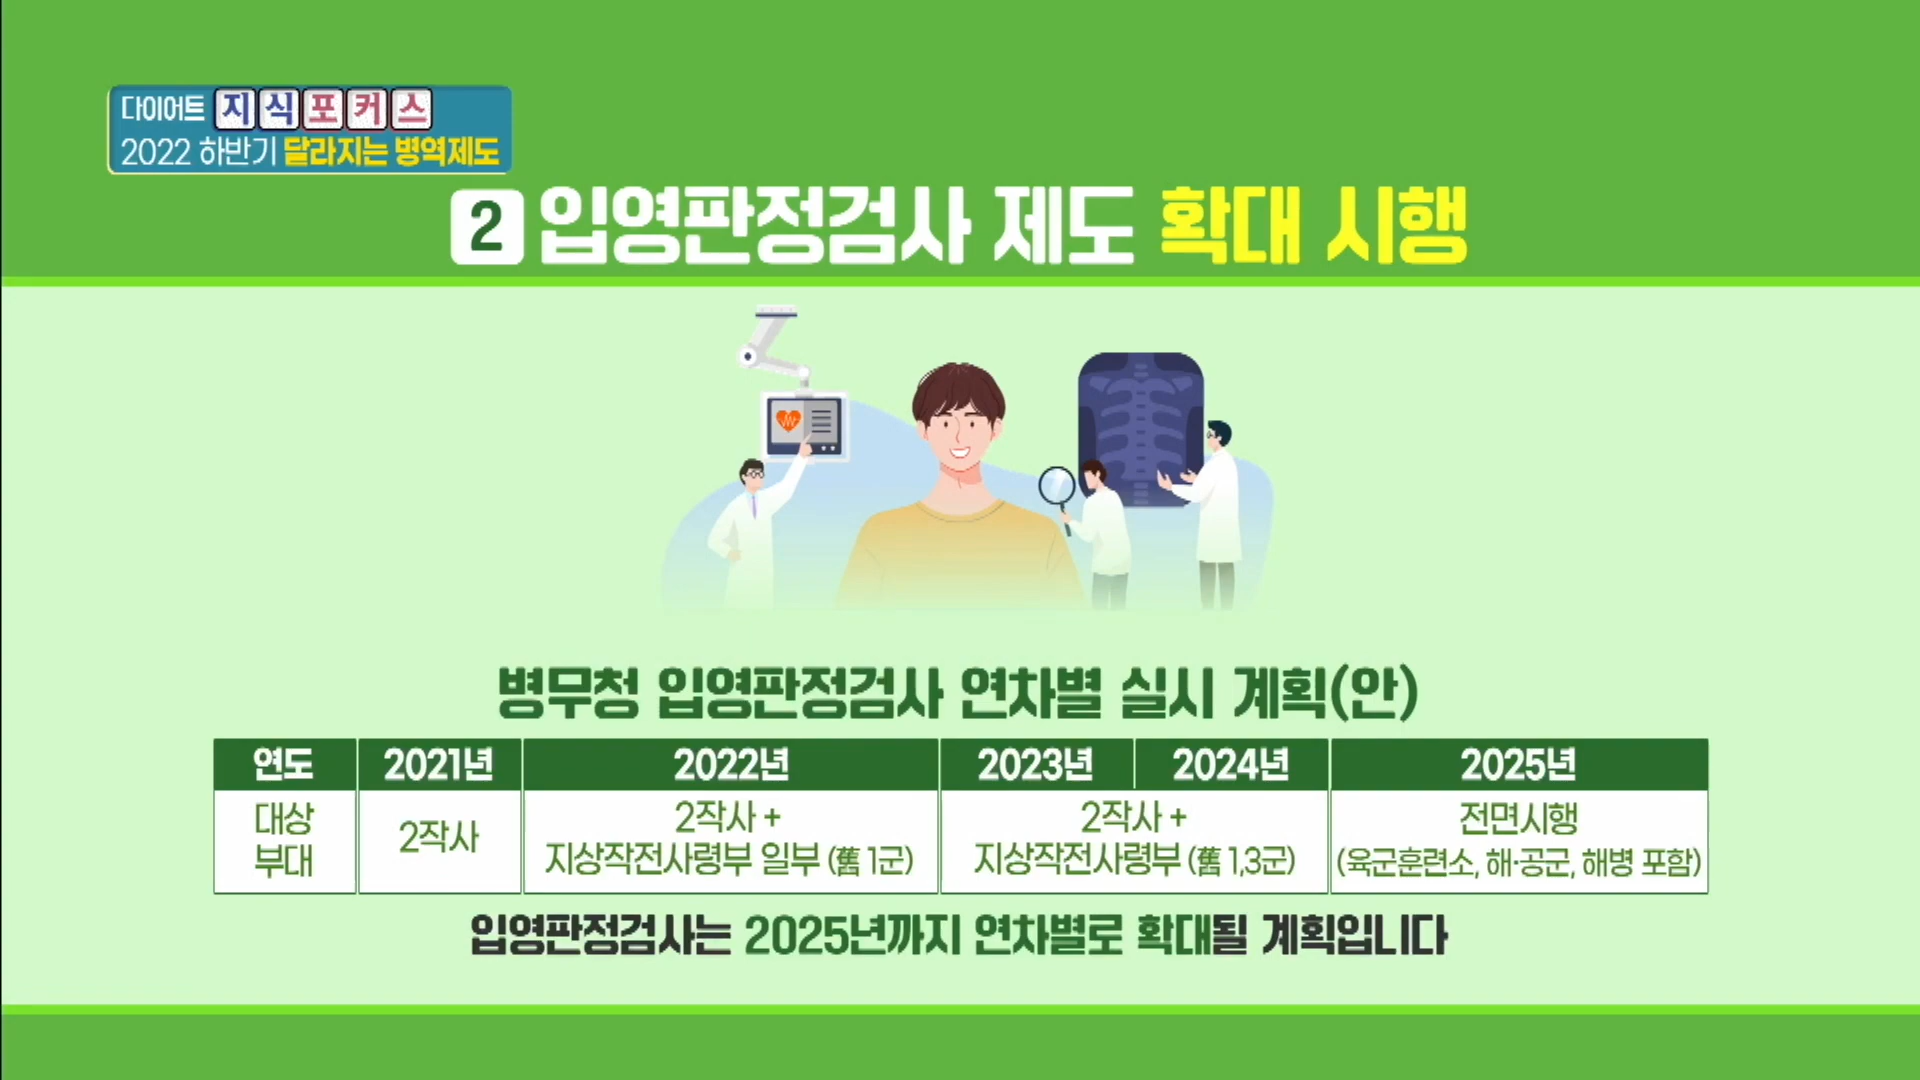 다이어트 지식포커스
2022 하반기 달라지는 병역제도
2 입영판정검사 제도 확대 시행
병무청 입영판정검사 연차별 실시 계획(안)
연도 2021년 2022년 2023년 2024년 2025년
대상 부대 2작사 2작사 + 지상작전사령부 일부 (舊 1군) 2작사 + 지상작전사령부 (舊 1,3군) 전면시행 (육군훈련소, 해·공군, 해병 포함)
입영판정검사는 2025년까지 연차별로 확대될 계획입니다